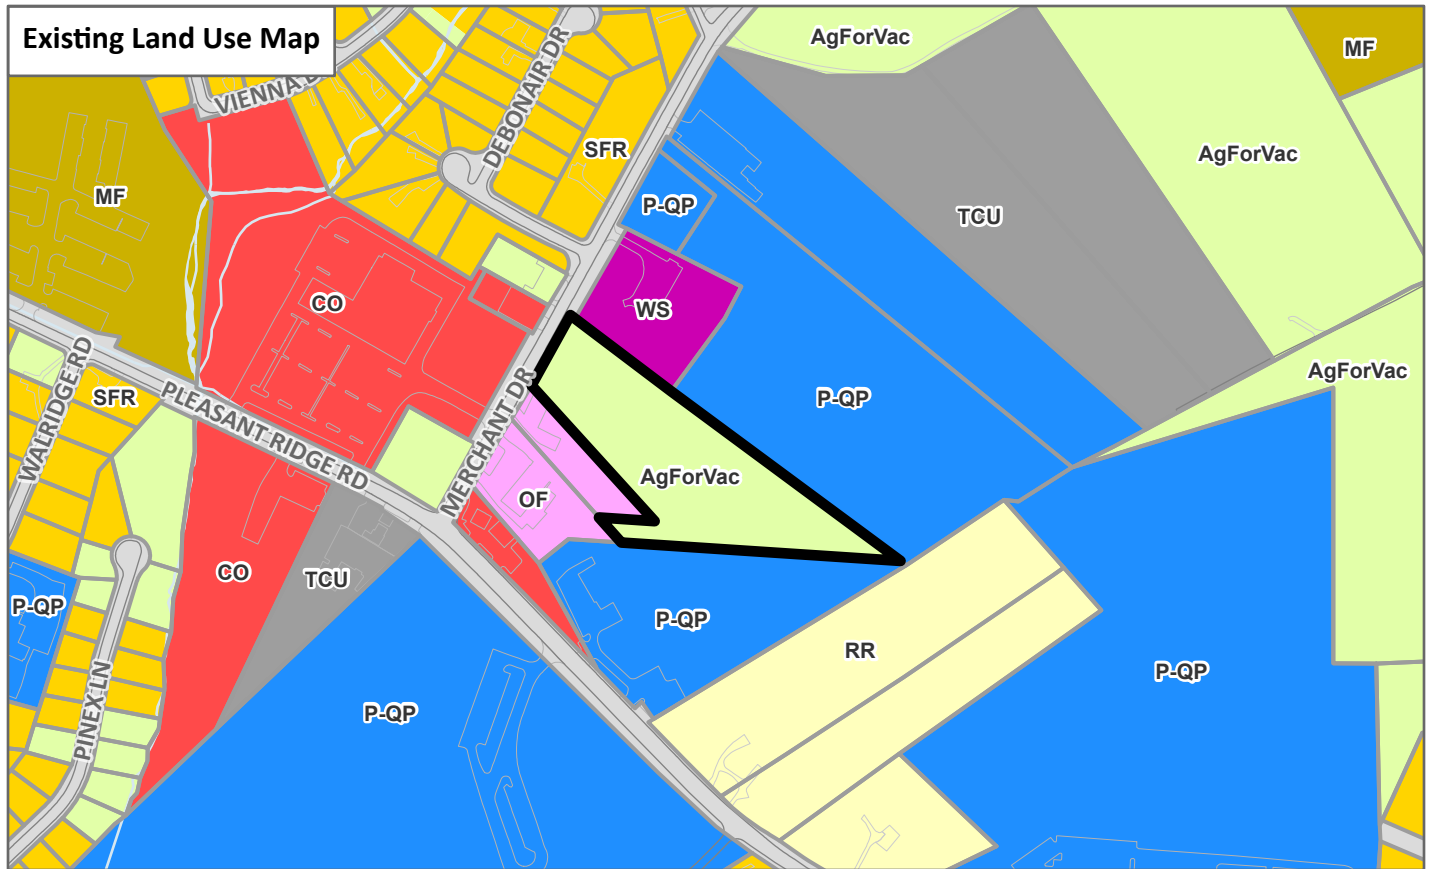 Existing Land Use Map
AgForVac
MF
VIENNA D
DEBONAIR DR
SFR
AgForVac
MF
P-QP
TCU
CO
WS
AgForVac
WALRIDGE RD
SFR
PLEASANT RIDGE RD
MERCHANT DR
P-QP
AgForVac
OF
CO
TCU
P-QP
P-QP
RR
P-QP
PINEX LN
P-QP